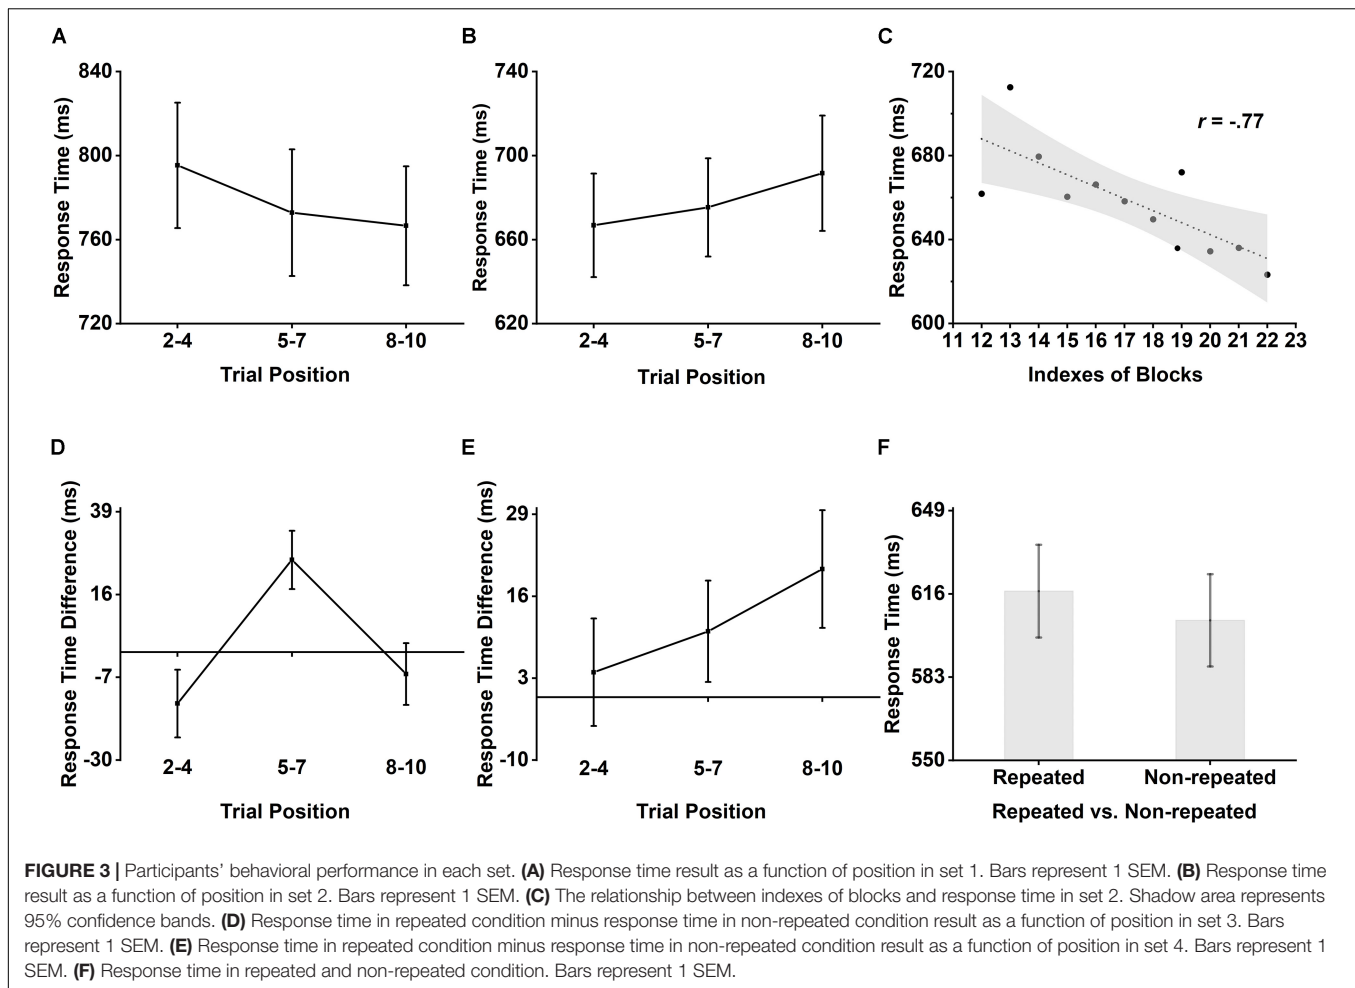 A
Response Time (ms)
840
800
760
720
2-4 5-7 8-10
Trial Position
B
Response Time (ms)
740
700
660
620
2-4 5-7 8-10
Trial Position
C
Response Time (ms)
720
680
640
600
r = -.77
11 12 13 14 15 16 17 18 19 20 21 22 23
Indexes of Blocks
D
Response Time Difference (ms)
39
16
-7
-30
2-4 5-7 8-10
Trial Position
E
Response Time Difference (ms)
29
16
3
-10
2-4 5-7 8-10
Trial Position
F
Response Time (ms)
649
616
583
550
Repeated Non-repeated
Repeated vs. Non-repeated
FIGURE 3 | Participants' behavioral performance in each set. (A) Response time result as a function of position in set 1. Bars represent 1 SEM. (B) Response time
result as a function of position in set 2. Bars represent 1 SEM. (C) The relationship between indexes of blocks and response time in set 2. Shadow area represents
95% confidence bands. (D) Response time in repeated condition minus response time in non-repeated condition result as a function of position in set 3. Bars
represent 1 SEM. (E) Response time in repeated condition minus response time in non-repeated condition result as a function of position in set 4. Bars represent 1
SEM. (F) Response time in repeated and non-repeated condition. Bars represent 1 SEM.